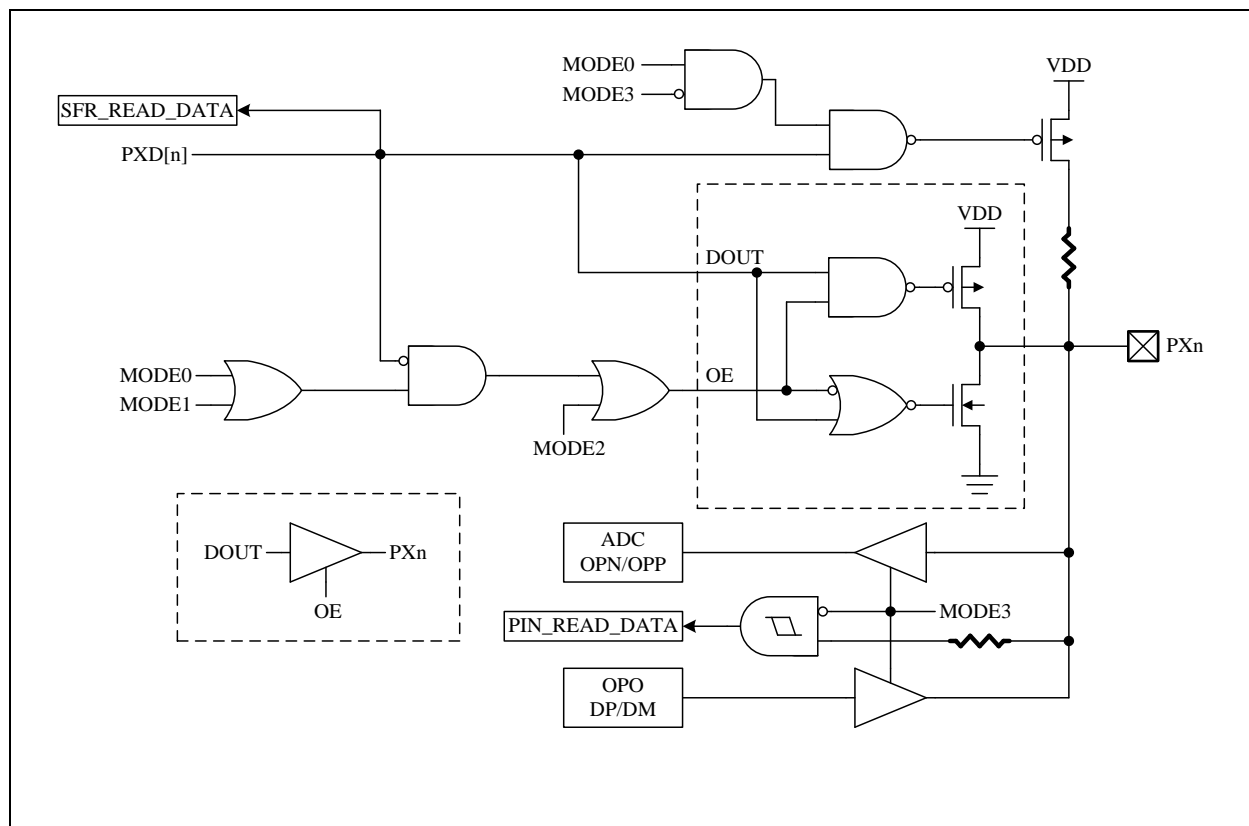 MODE0
MODE3
VDD
SFR_READ_DATA
PXD[n]
VDD
DOUT
PXn
MODE0
MODE1
OE
MODE2
DOUT
PXn
OE
ADC
OPN/OPP
MODE3
PIN_READ_DATA
OPO
DP/DM